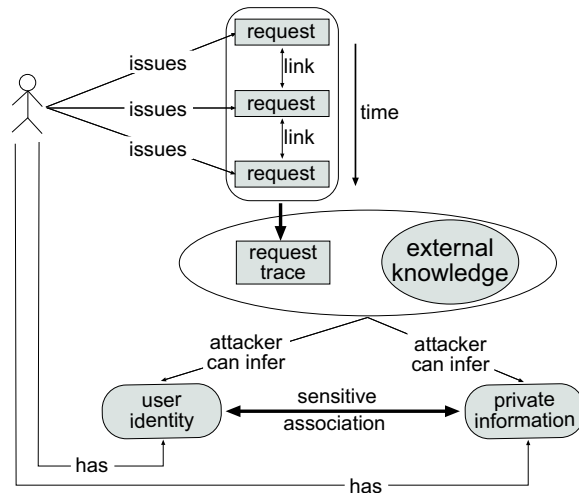 request
issues
link
issues
request
time
link
issues
request
request
trace
external
knowledge
attacker
can infer
attacker
can infer
user
identity
sensitive
association
private
information
has
has